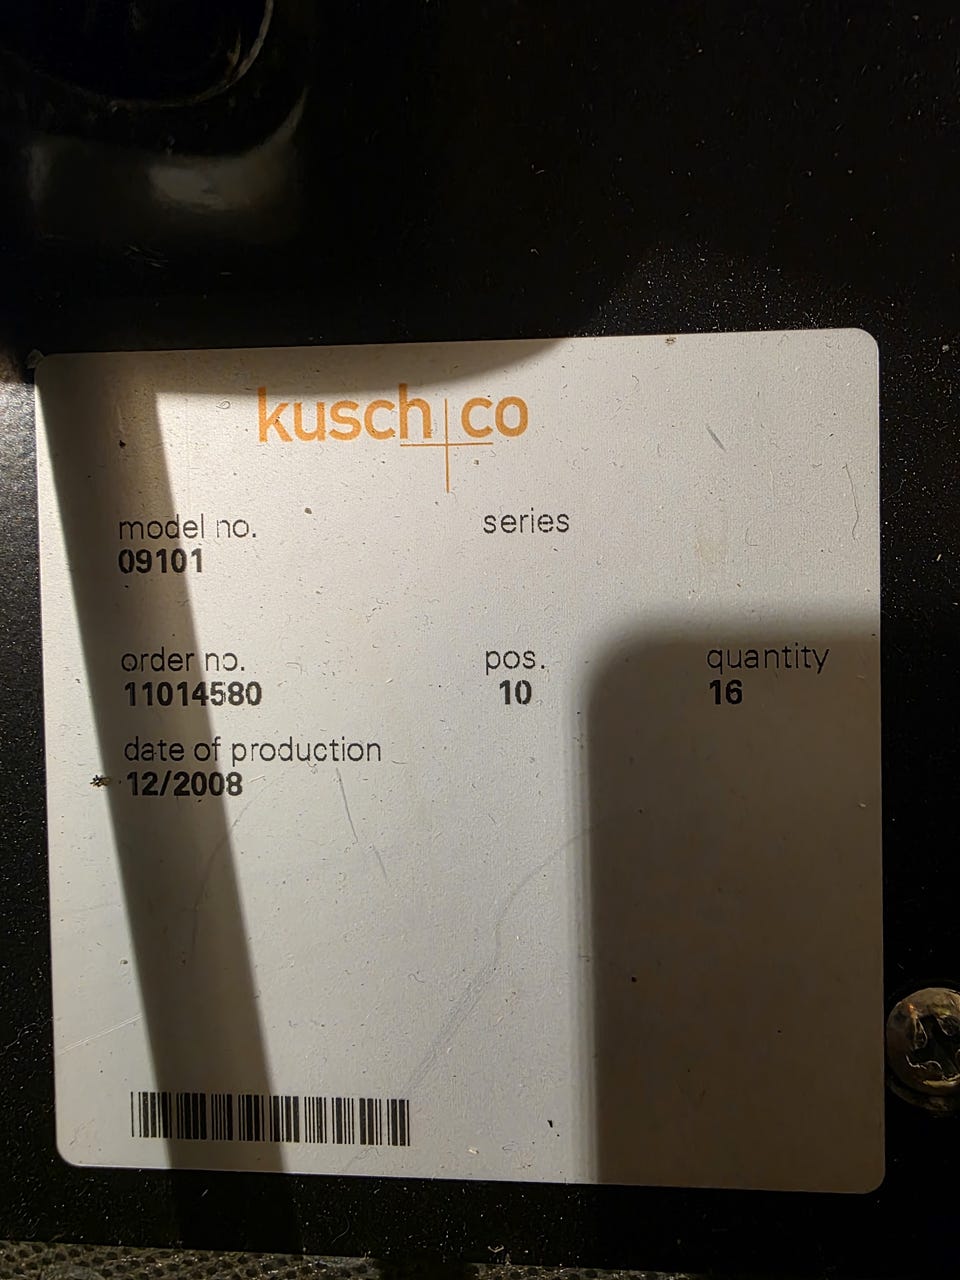 kusch+co
model no. series
09101
order no. pos. quantity
11014580 10 16
date of production
12/2008